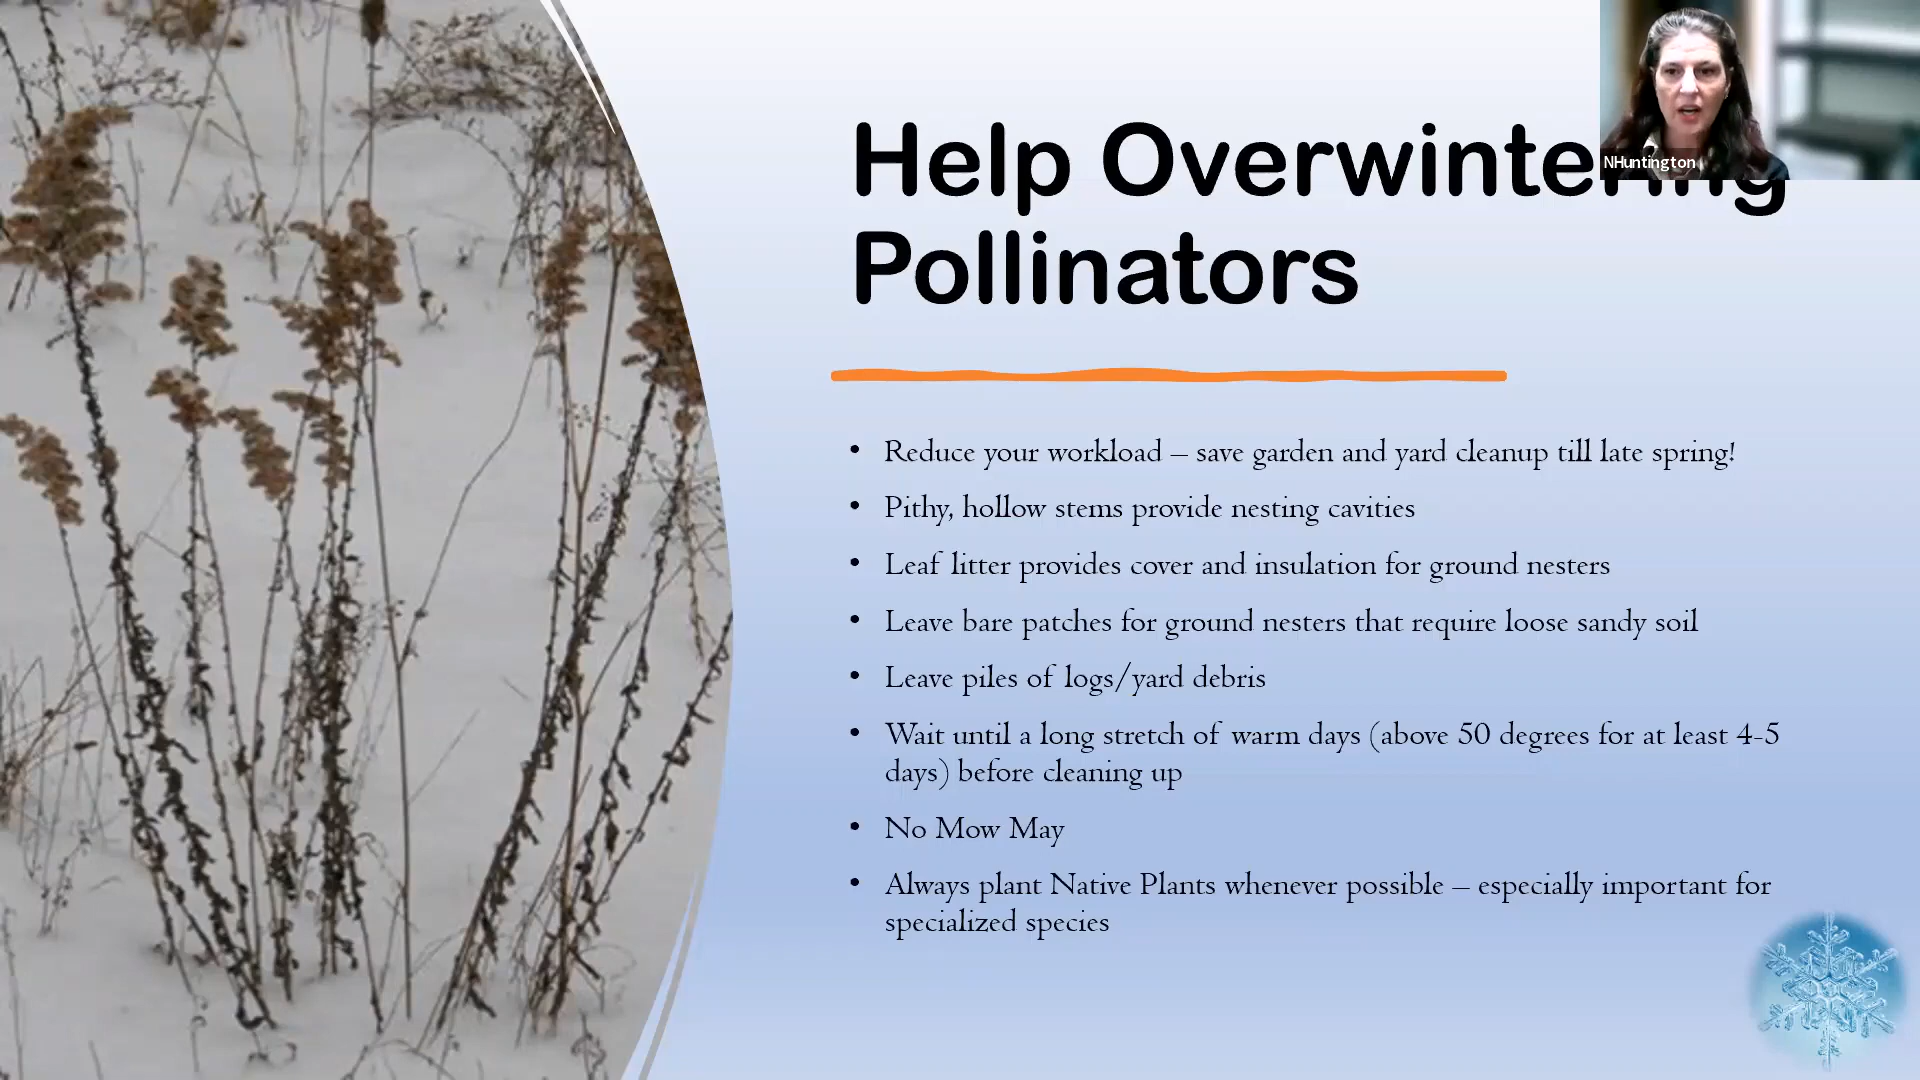 Help Overwintering
Pollinators
NHuntington
• Reduce your workload – save garden and yard cleanup till late spring!
• Pithy, hollow stems provide nesting cavities
• Leaf litter provides cover and insulation for ground nesters
• Leave bare patches for ground nesters that require loose sandy soil
• Leave piles of logs/yard debris
• Wait until a long stretch of warm days (above 50 degrees for at least 4-5
days) before cleaning up
• No Mow May
• Always plant Native Plants whenever possible – especially important for
specialized species